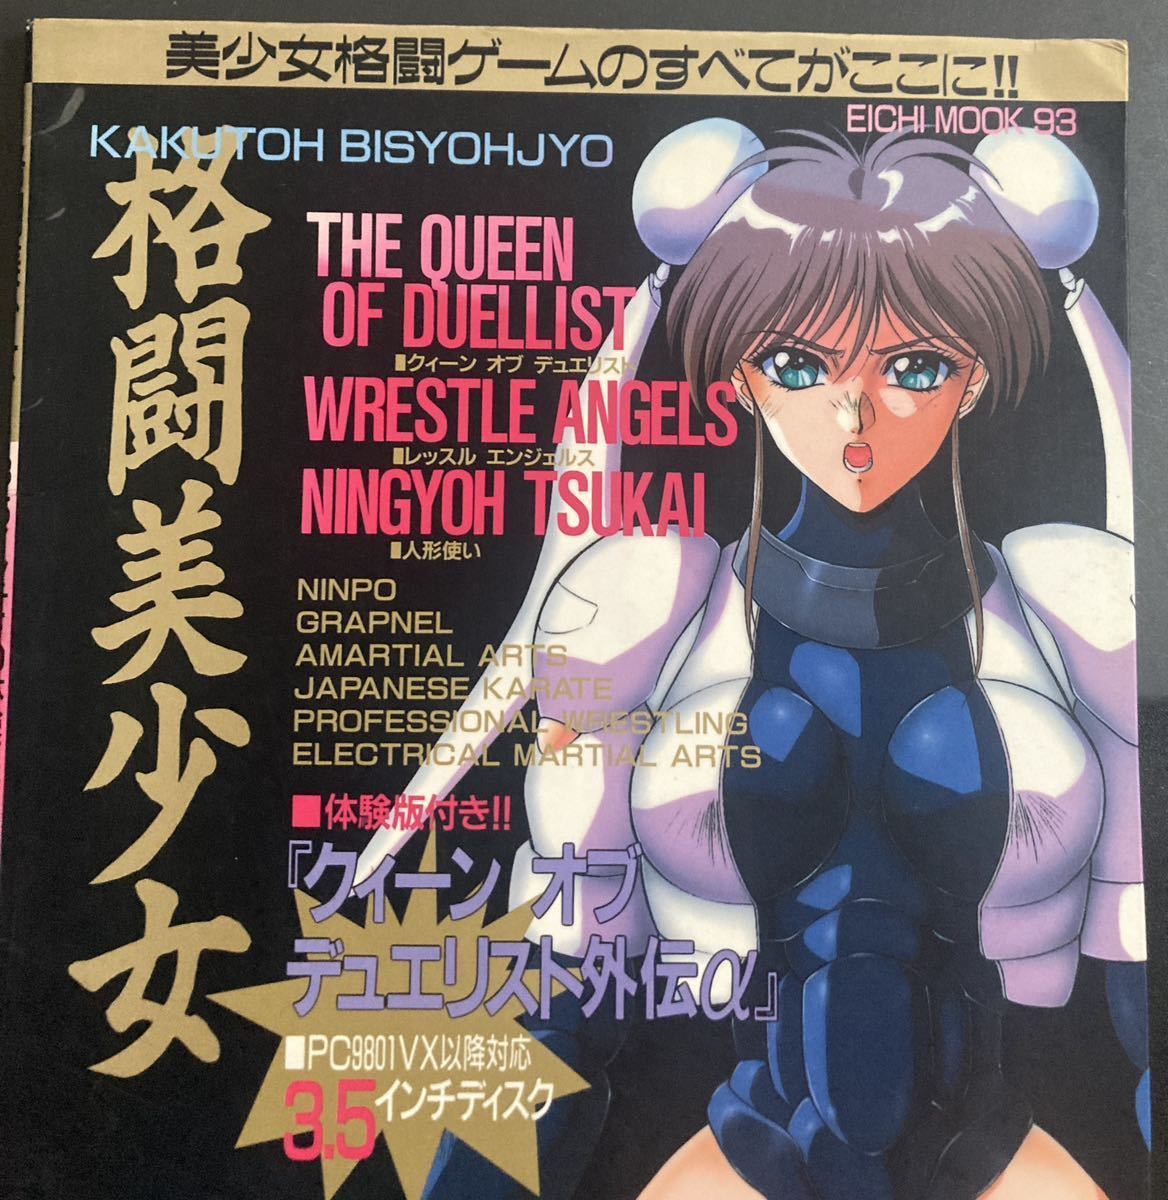 美少女格闘ゲームのすべてがここに!!
EICHI MOOK 93
KAKUTOH BISYOHJYO
格闘美少女
THE QUEEN
OF DUELLIST
■クィーン オブ デュエリスト
WRESTLE ANGELS
■レッスル エンジェルス
NINGYOH TSUKAI
■人形使い
NINPO
GRAPNEL
AMARTIAL ARTS
JAPANESE KARATE
PROFESSIONAL WRESTLING
ELECTRICAL MARTIAL ARTS
■体験版付き!!
『クィーン オブ
デュエリスト外伝α』
■PC9801VX以降対応
3.5インチディスク